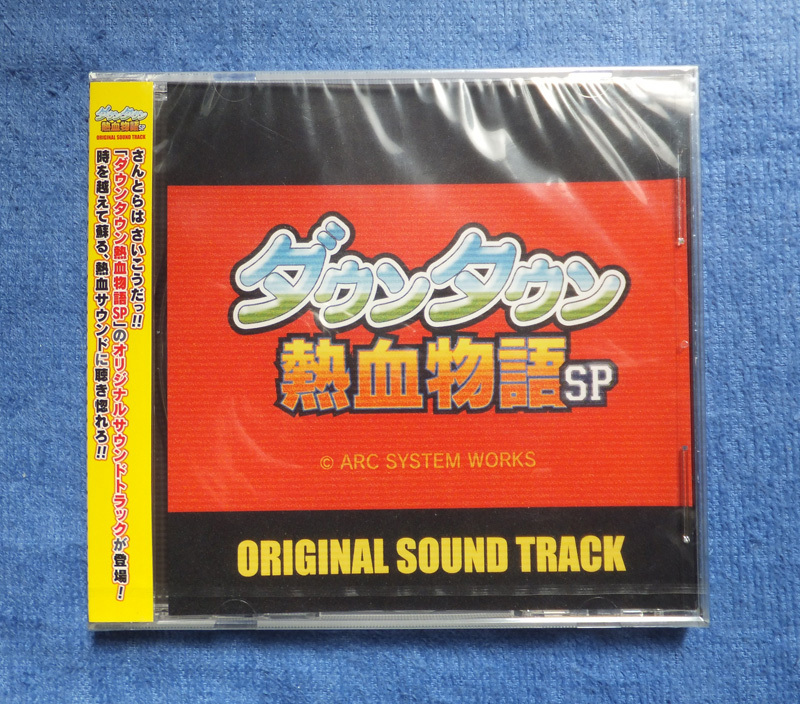 ダウンタウン
熱血物語SP
ORIGINAL SOUND TRACK
さんとらは さいこうだっ!!
「ダウンタウン熱血物語SP」のオリジナルサウンドトラックが登場!
時を越えて蘇る、熱血サウンドに聴き惚れろ!!
ダウンタウン
熱血物語SP
© ARC SYSTEM WORKS
ORIGINAL SOUND TRACK